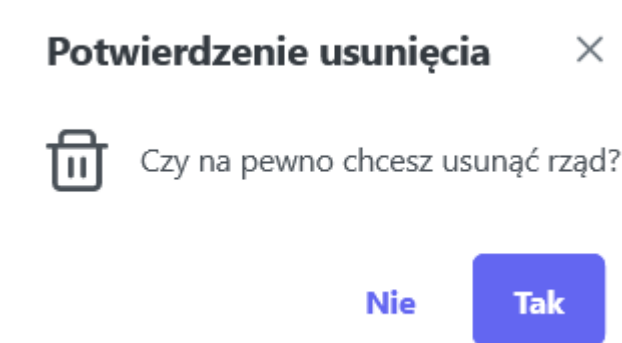 Potwierdzenie usunięcia
Czy na pewno chcesz usunąć rząd?
Nie
Tak